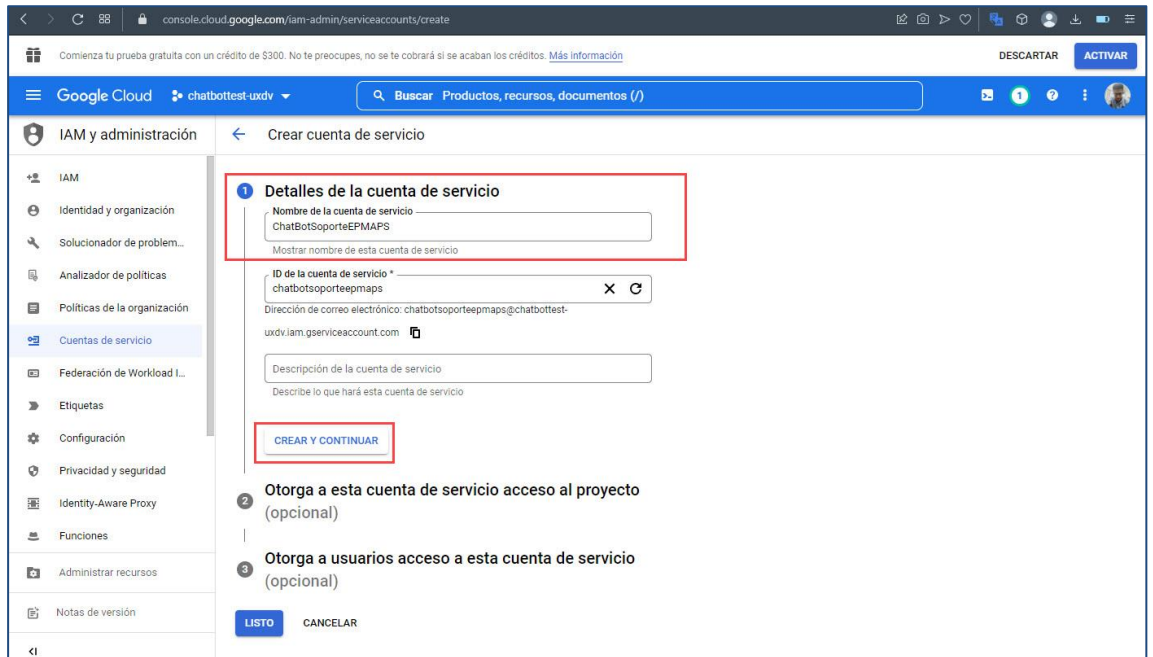 console.cloud.google.com/iam-admin/serviceaccounts/create
Comienza tu prueba gratuita con un crédito de $300. No te preocupes, no se te cobrará si se acaban los créditos. Más información
DESCARTAR
ACTIVAR
Google Cloud
chatbottest-uxdv
Buscar Productos, recursos, documentos (/)
1
IAM y administración
Crear cuenta de servicio
IAM
Identidad y organización
Solucionador de problem...
Analizador de políticas
Políticas de la organización
Cuentas de servicio
Federación de Workload I...
Etiquetas
Configuración
Privacidad y seguridad
Identity-Aware Proxy
Funciones
Administrar recursos
Notas de versión
1
Detalles de la cuenta de servicio
Nombre de la cuenta de servicio
ChatBotSoporteEPMAPS
Mostrar nombre de esta cuenta de servicio
ID de la cuenta de servicio *
chatbotsoporteepmaps
Dirección de correo electrónico: chatbotsoporteepmaps@chatbottest-
uxdv.iam.gserviceaccount.com
Descripción de la cuenta de servicio
Describe lo que hará esta cuenta de servicio
CREAR Y CONTINUAR
2
Otorga a esta cuenta de servicio acceso al proyecto
(opcional)
3
Otorga a usuarios acceso a esta cuenta de servicio
(opcional)
LISTO
CANCELAR